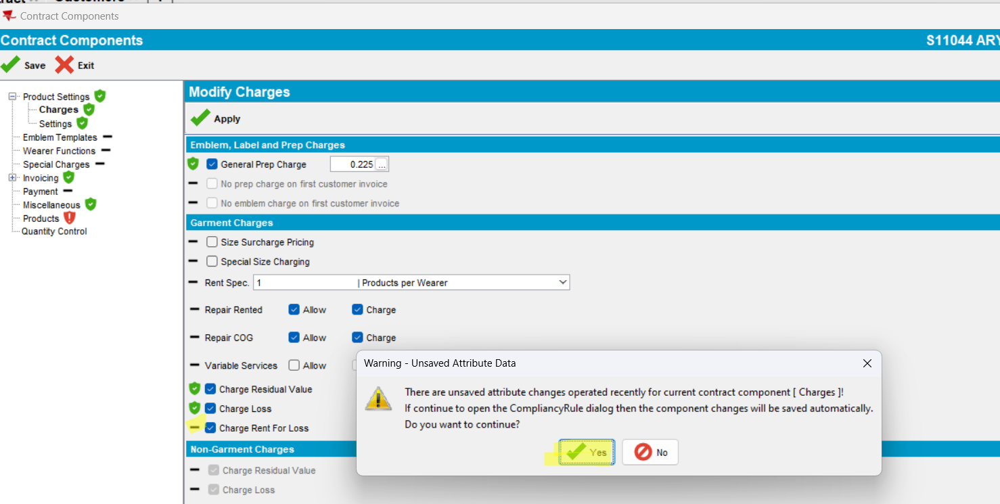 Contract Components
Contract Components
S11044 ARY
Save
Exit
Product Settings
Charges
Settings
Emblem Templates
Wearer Functions
Special Charges
Invoicing
Payment
Miscellaneous
Products
Quantity Control
Modify Charges
Apply
Emblem, Label and Prep Charges
General Prep Charge 0.225 ...
No prep charge on first customer invoice
No emblem charge on first customer invoice
Garment Charges
Size Surcharge Pricing
Special Size Charging
Rent Spec. 1 | Products per Wearer
Repair Rented Allow Charge
Repair COG Allow Charge
Variable Services Allow
Charge Residual Value
Charge Loss
Charge Rent For Loss
Non-Garment Charges
Charge Residual Value
Charge Loss
Warning - Unsaved Attribute Data
There are unsaved attribute changes operated recently for current contract component [ Charges ]!
If continue to open the CompliancyRule dialog then the component changes will be saved automatically.
Do you want to continue?
Yes
No